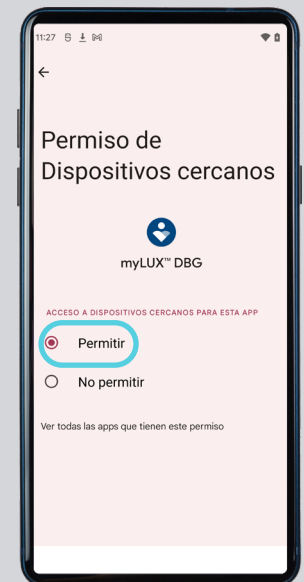 11:27
Permiso de
Dispositivos cercanos
myLUX™ DBG
ACCESO A DISPOSITIVOS CERCANOS PARA ESTA APP
Permitir
No permitir
Ver todas las apps que tienen este permiso